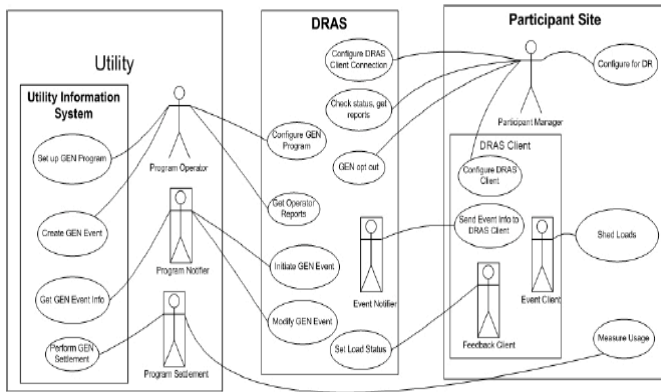 Utility
Utility Information
System
Set up GEN Program
Create GEN Event
Get GEN Event Info
Perform GEN
Settlement
Program Operator
Program Notifier
Program Settlement
DRAS
Configure DRAS
Client Connection
Check status, get
reports
Configure GEN
Program
GEN opt out
Get Operator
Reports
Initiate GEN Event
Modify GEN Event
Event Notifier
Set Load Status
Participant Site
Participant Manager
Configure for DR
DRAS Client
Configure DRAS
Client
Send Event Info to
DRAS Client
Event Client
Feedback Client
Shed Loads
Measure Usage